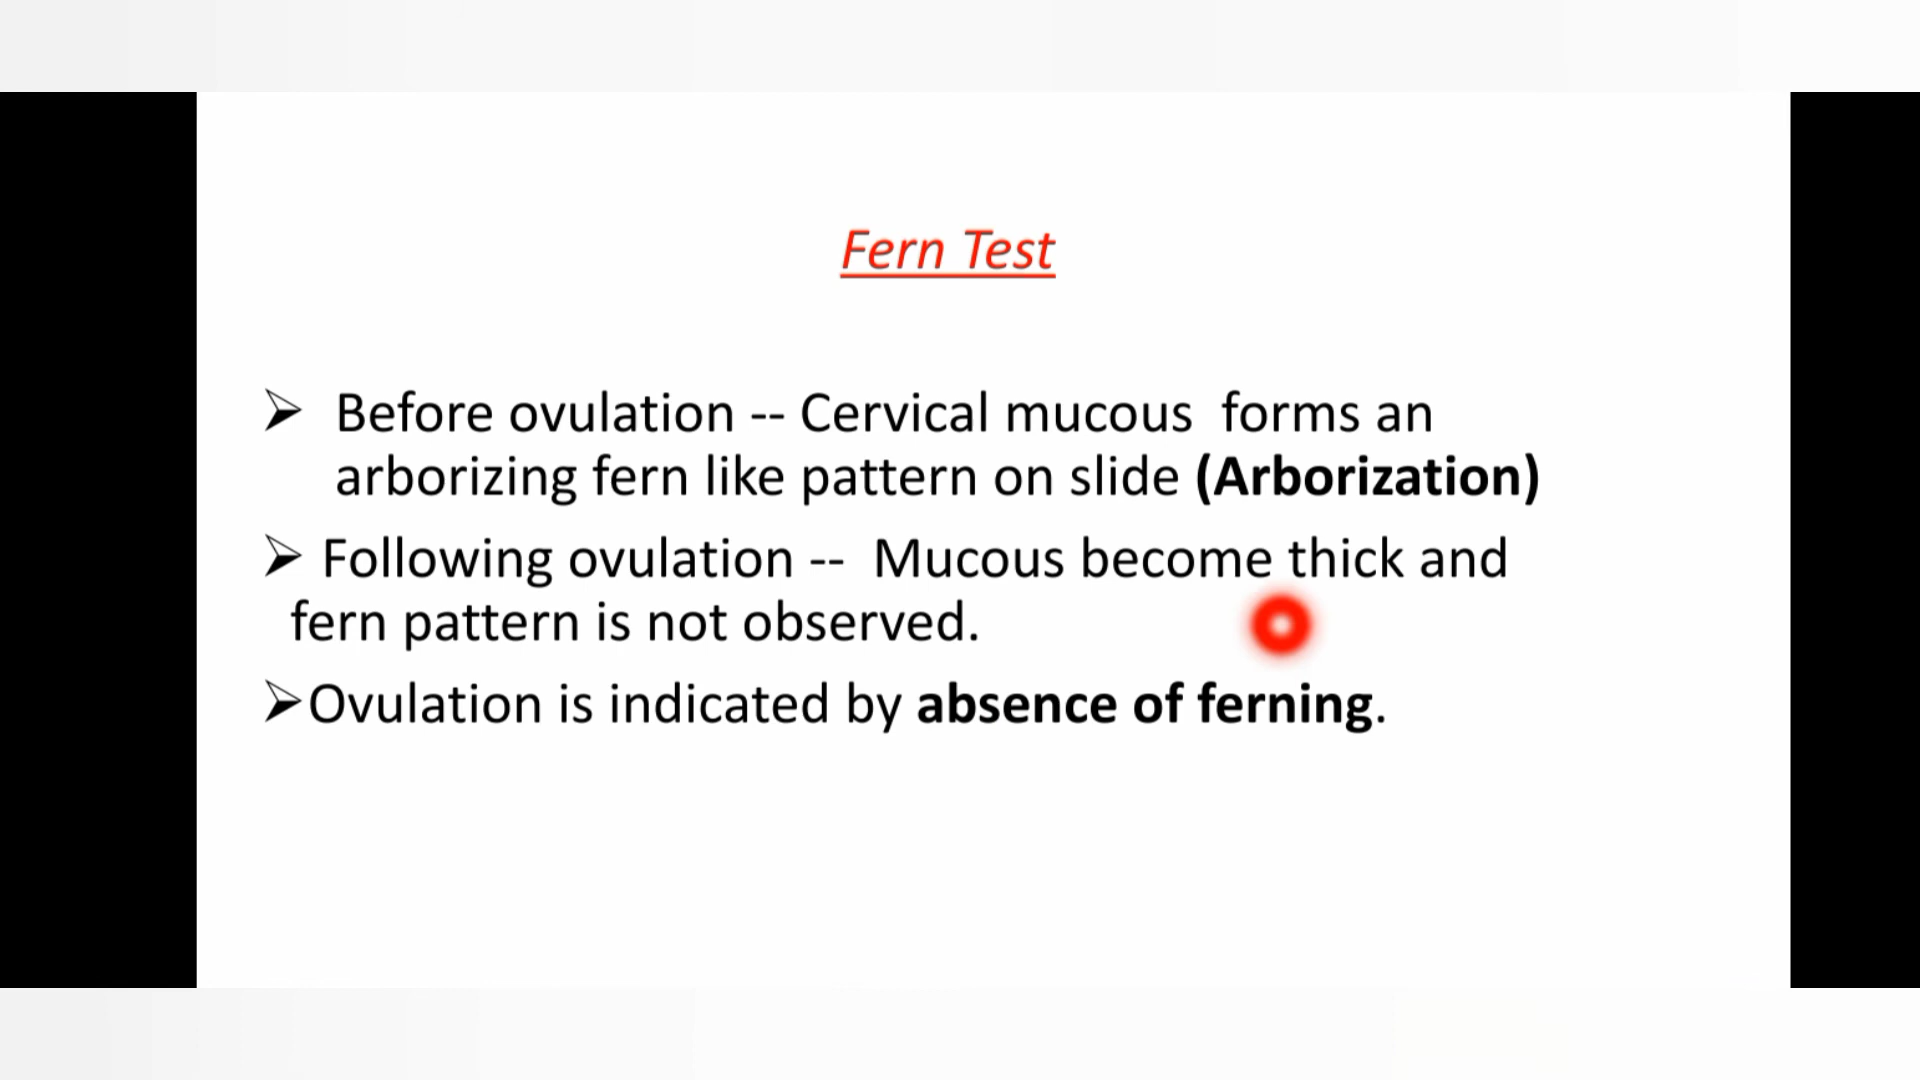 Fern Test
➢ Before ovulation -- Cervical mucous forms an
arborizing fern like pattern on slide (Arborization)
➢ Following ovulation -- Mucous become thick and
fern pattern is not observed.
➢Ovulation is indicated by absence of ferning.